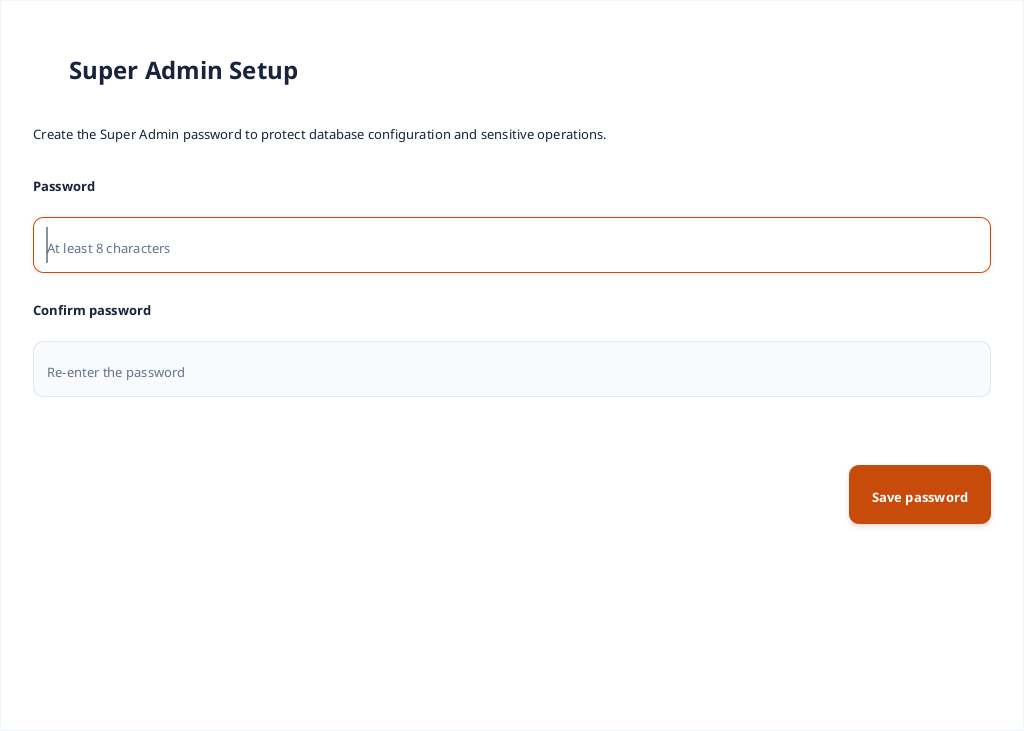 Super Admin Setup
Create the Super Admin password to protect database configuration and sensitive operations.
Password
At least 8 characters
Confirm password
Re-enter the password
Save password